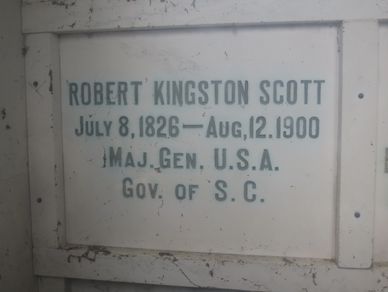 ROBERT KINGSTON SCOTT
JULY 8, 1826—AUG, 12. 1900
MAJ. GEN. U.S.A.
GOV. OF S. C.